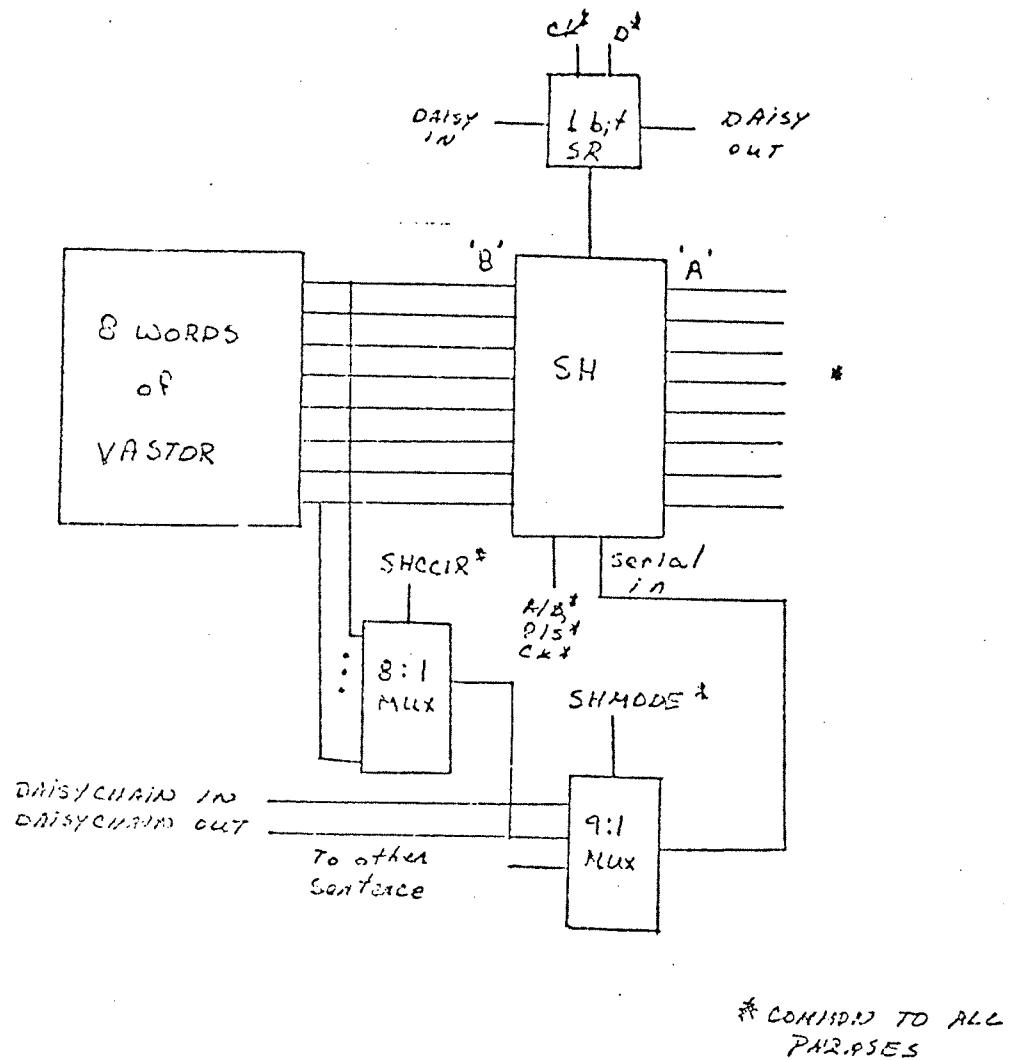 Ck* D*
DAISY IN
1 bit SR
DAISY OUT
'B'
'A'
8 WORDS
of
VASTOR
SH
*
SHCCIR*
serial in
A/B*
P/S*
Ck*
8:1
MUX
SHMODE*
DAISYCHAIN IN
DAISYCHAIN OUT
9:1
MUX
To other
Sentence
* COMMON TO ALL
PHRASES